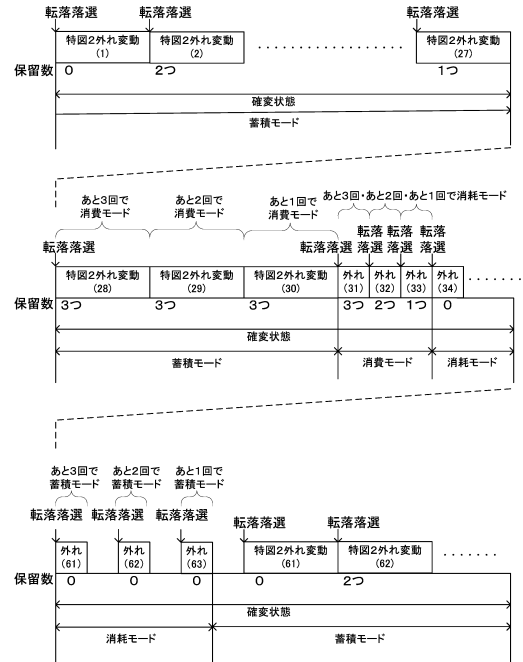 転落落選 転落落選 転落落選
特図2外れ変動 特図2外れ変動 特図2外れ変動
(1) (2) (27)
保留数 0 2つ 1つ
確変状態
蓄積モード
あと3回で あと2回で あと1回で あと3回・あと2回・あと1回で消耗モード
消費モード 消費モード 消費モード
転落 転落 転落
転落落選 転落落選 落選 落選 落選
特図2外れ変動 特図2外れ変動 特図2外れ変動 外れ 外れ 外れ 外れ
(28) (29) (30) (31) (32) (33) (34)
保留数 3つ 3つ 3つ 3つ 2つ 1つ 0
確変状態
蓄積モード 消費モード 消耗モード
あと3回で あと2回で あと1回で
蓄積モード 蓄積モード 蓄積モード
転落落選 転落落選 転落落選 転落落選 転落落選
外れ 外れ 外れ 特図2外れ変動 特図2外れ変動
(61) (62) (63) (61) (62)
保留数 0 0 0 0 2つ
確変状態
消耗モード 蓄積モード